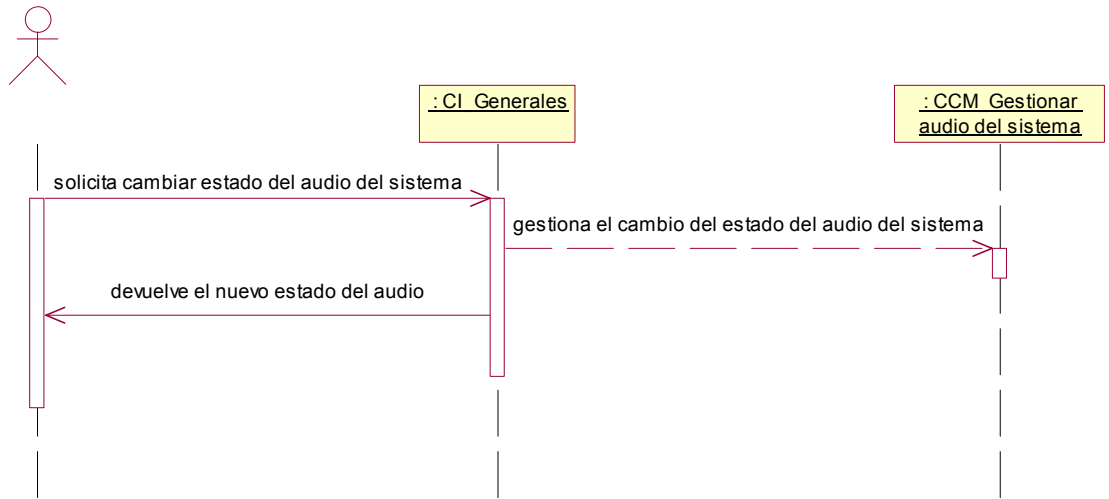 : CI_Generales
: CCM_Gestionar
audio del sistema
solicita cambiar estado del audio del sistema
gestiona el cambio del estado del audio del sistema
devuelve el nuevo estado del audio